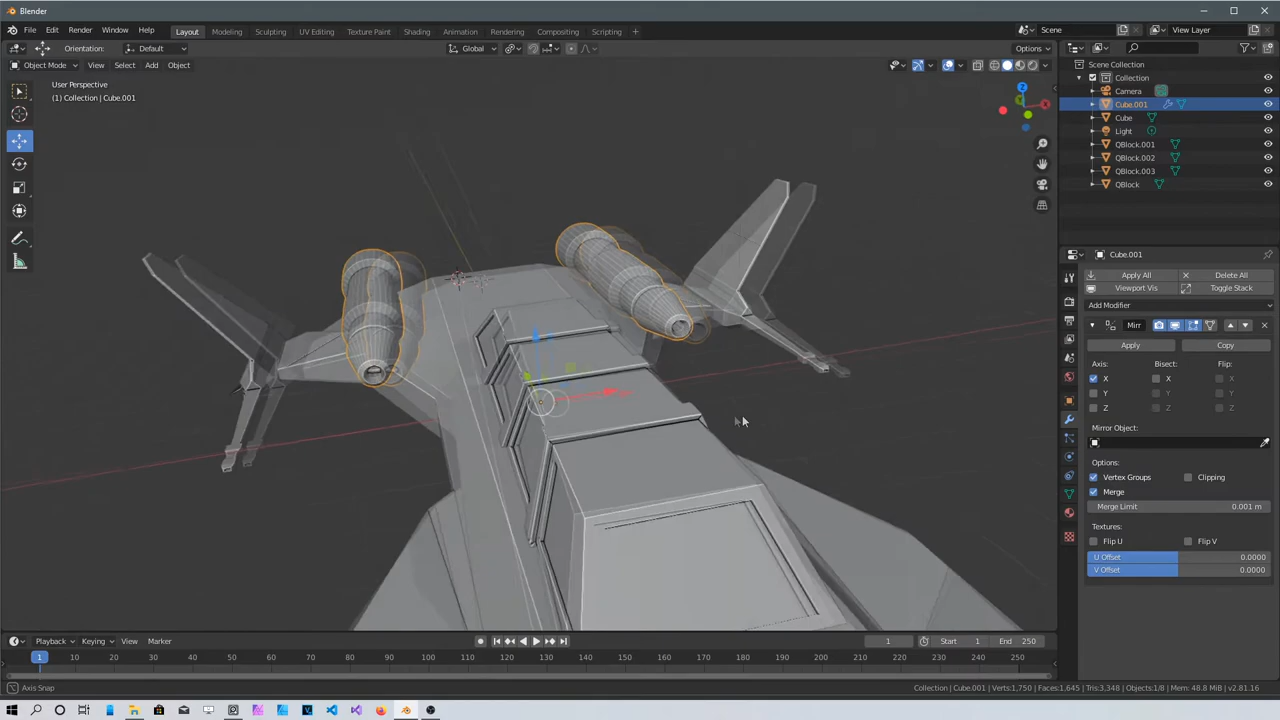 Blender
File Edit Render Window Help Layout Modeling Sculpting UV Editing Texture Paint Shading Animation Rendering Compositing Scripting + Scene View Layer
Orientation: Default Global Options
Object Mode View Select Add Object
User Perspective
(1) Collection | Cube.001
Scene Collection
Collection
Camera
Cube.001
Cube
Light
QBlock.001
QBlock.002
QBlock.003
QBlock
Cube.001
Apply All Delete All
Viewport Vis Toggle Stack
Add Modifier
Mirr
Apply Copy
Axis: Bisect: Flip:
X X X
Y Y Y
Z Z Z
Mirror Object:
Options:
Vertex Groups Clipping
Merge
Merge Limit 0.001 m
Textures:
Flip U Flip V
U Offset 0.0000
V Offset 0.0000
Playback Keying View Marker 1 Start 1 End 250
1 10 20 30 40 50 60 70 80 90 100 110 120 130 140 150 160 170 180 190 200 210 220 230 240 250
Axis Snap Collection | Cube.001 | Verts:1,750 | Faces:1,645 | Tris:3,348 | Objects:1/8 | Mem: 48.8 MiB | v2.81.16